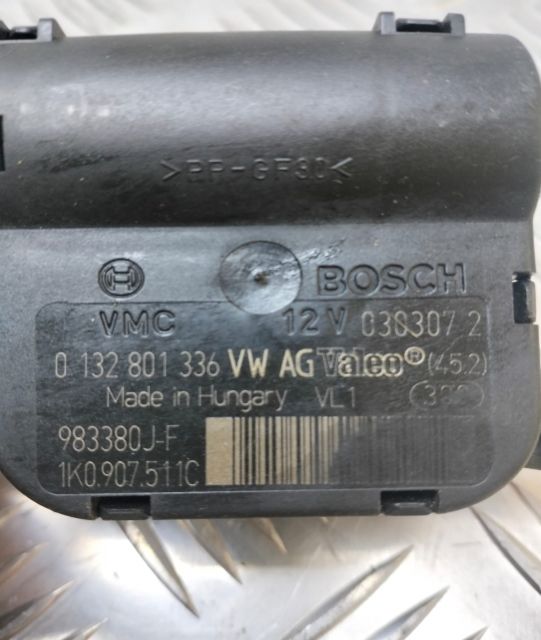 >PP-GF30<
BOSCH
VMC 12 V 030307 2
0 132 801 336 VW AG Valeo® (45.2)
Made in Hungary VL1
983380J-F
1K0.907.511C